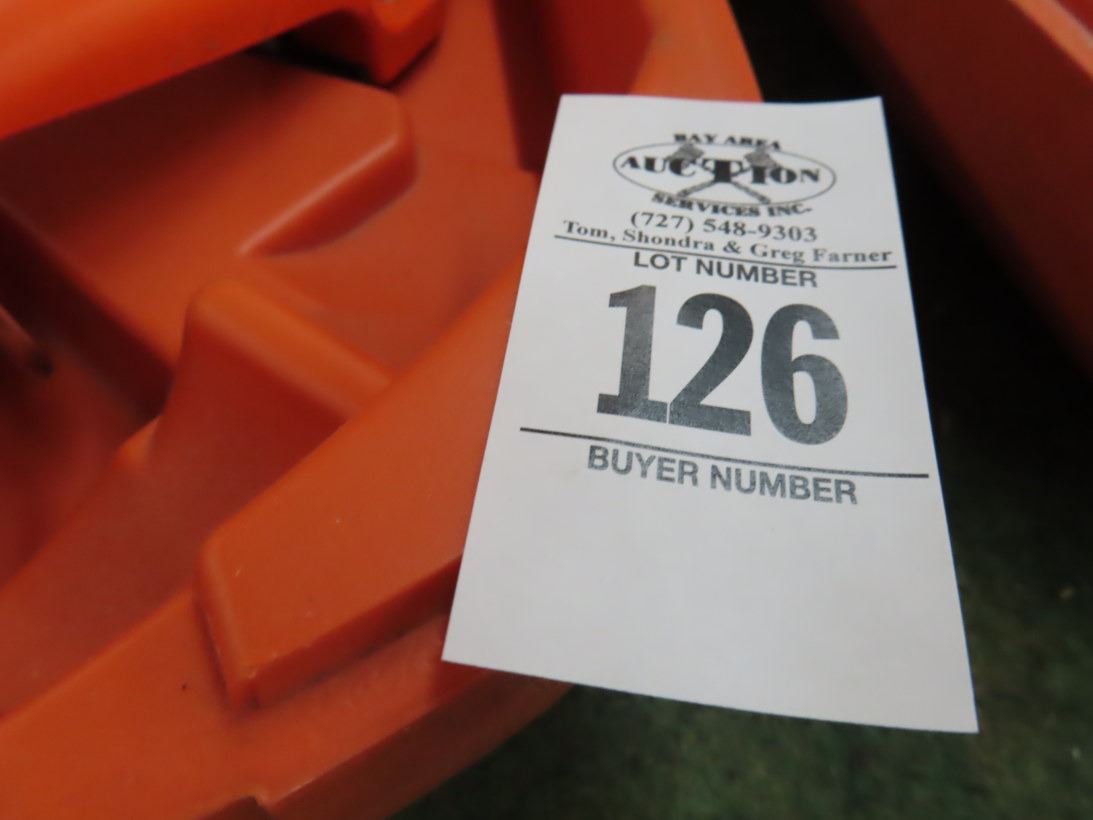 BAY AREA
AUCTION
SERVICES INC.
(727) 548-9303
Tom, Shondra & Greg Farner
LOT NUMBER
126
BUYER NUMBER